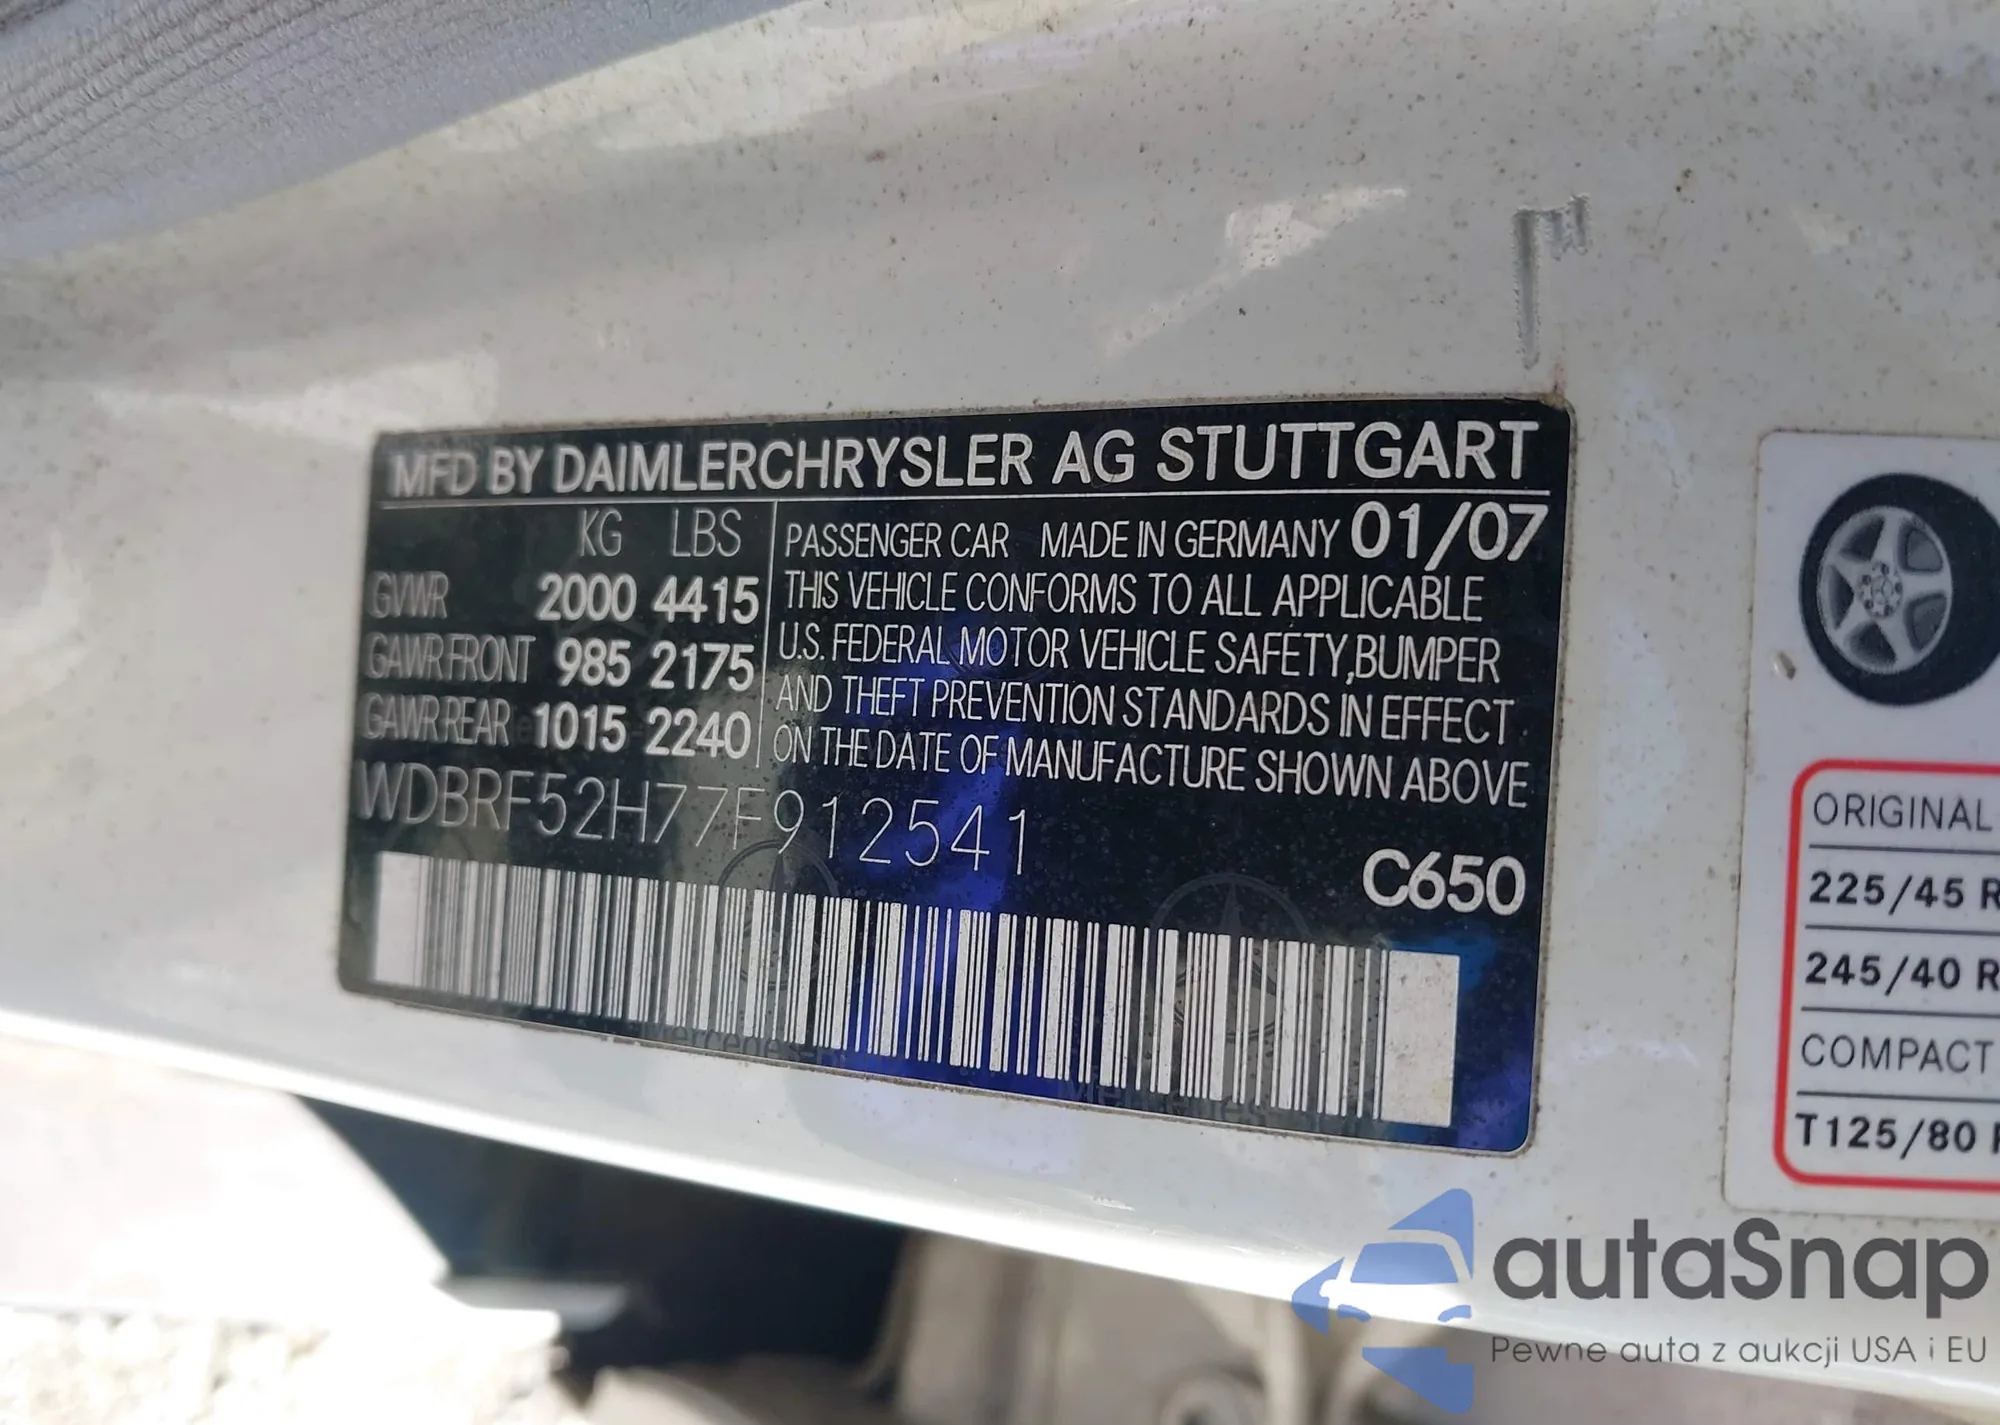 MFD BY DAIMLERCHRYSLER AG STUTTGART
KG LBS
GVWR 2000 4415
GAWR FRONT 985 2175
GAWR REAR 1015 2240
PASSENGER CAR MADE IN GERMANY 01/07
THIS VEHICLE CONFORMS TO ALL APPLICABLE
U.S. FEDERAL MOTOR VEHICLE SAFETY, BUMPER
AND THEFT PREVENTION STANDARDS IN EFFECT
ON THE DATE OF MANUFACTURE SHOWN ABOVE
WDBRF52H77F912541
C650
ORIGINAL
225/45 R
245/40 R
COMPACT
T125/80
autaSnap
Pewne auta z aukcji USA i EU